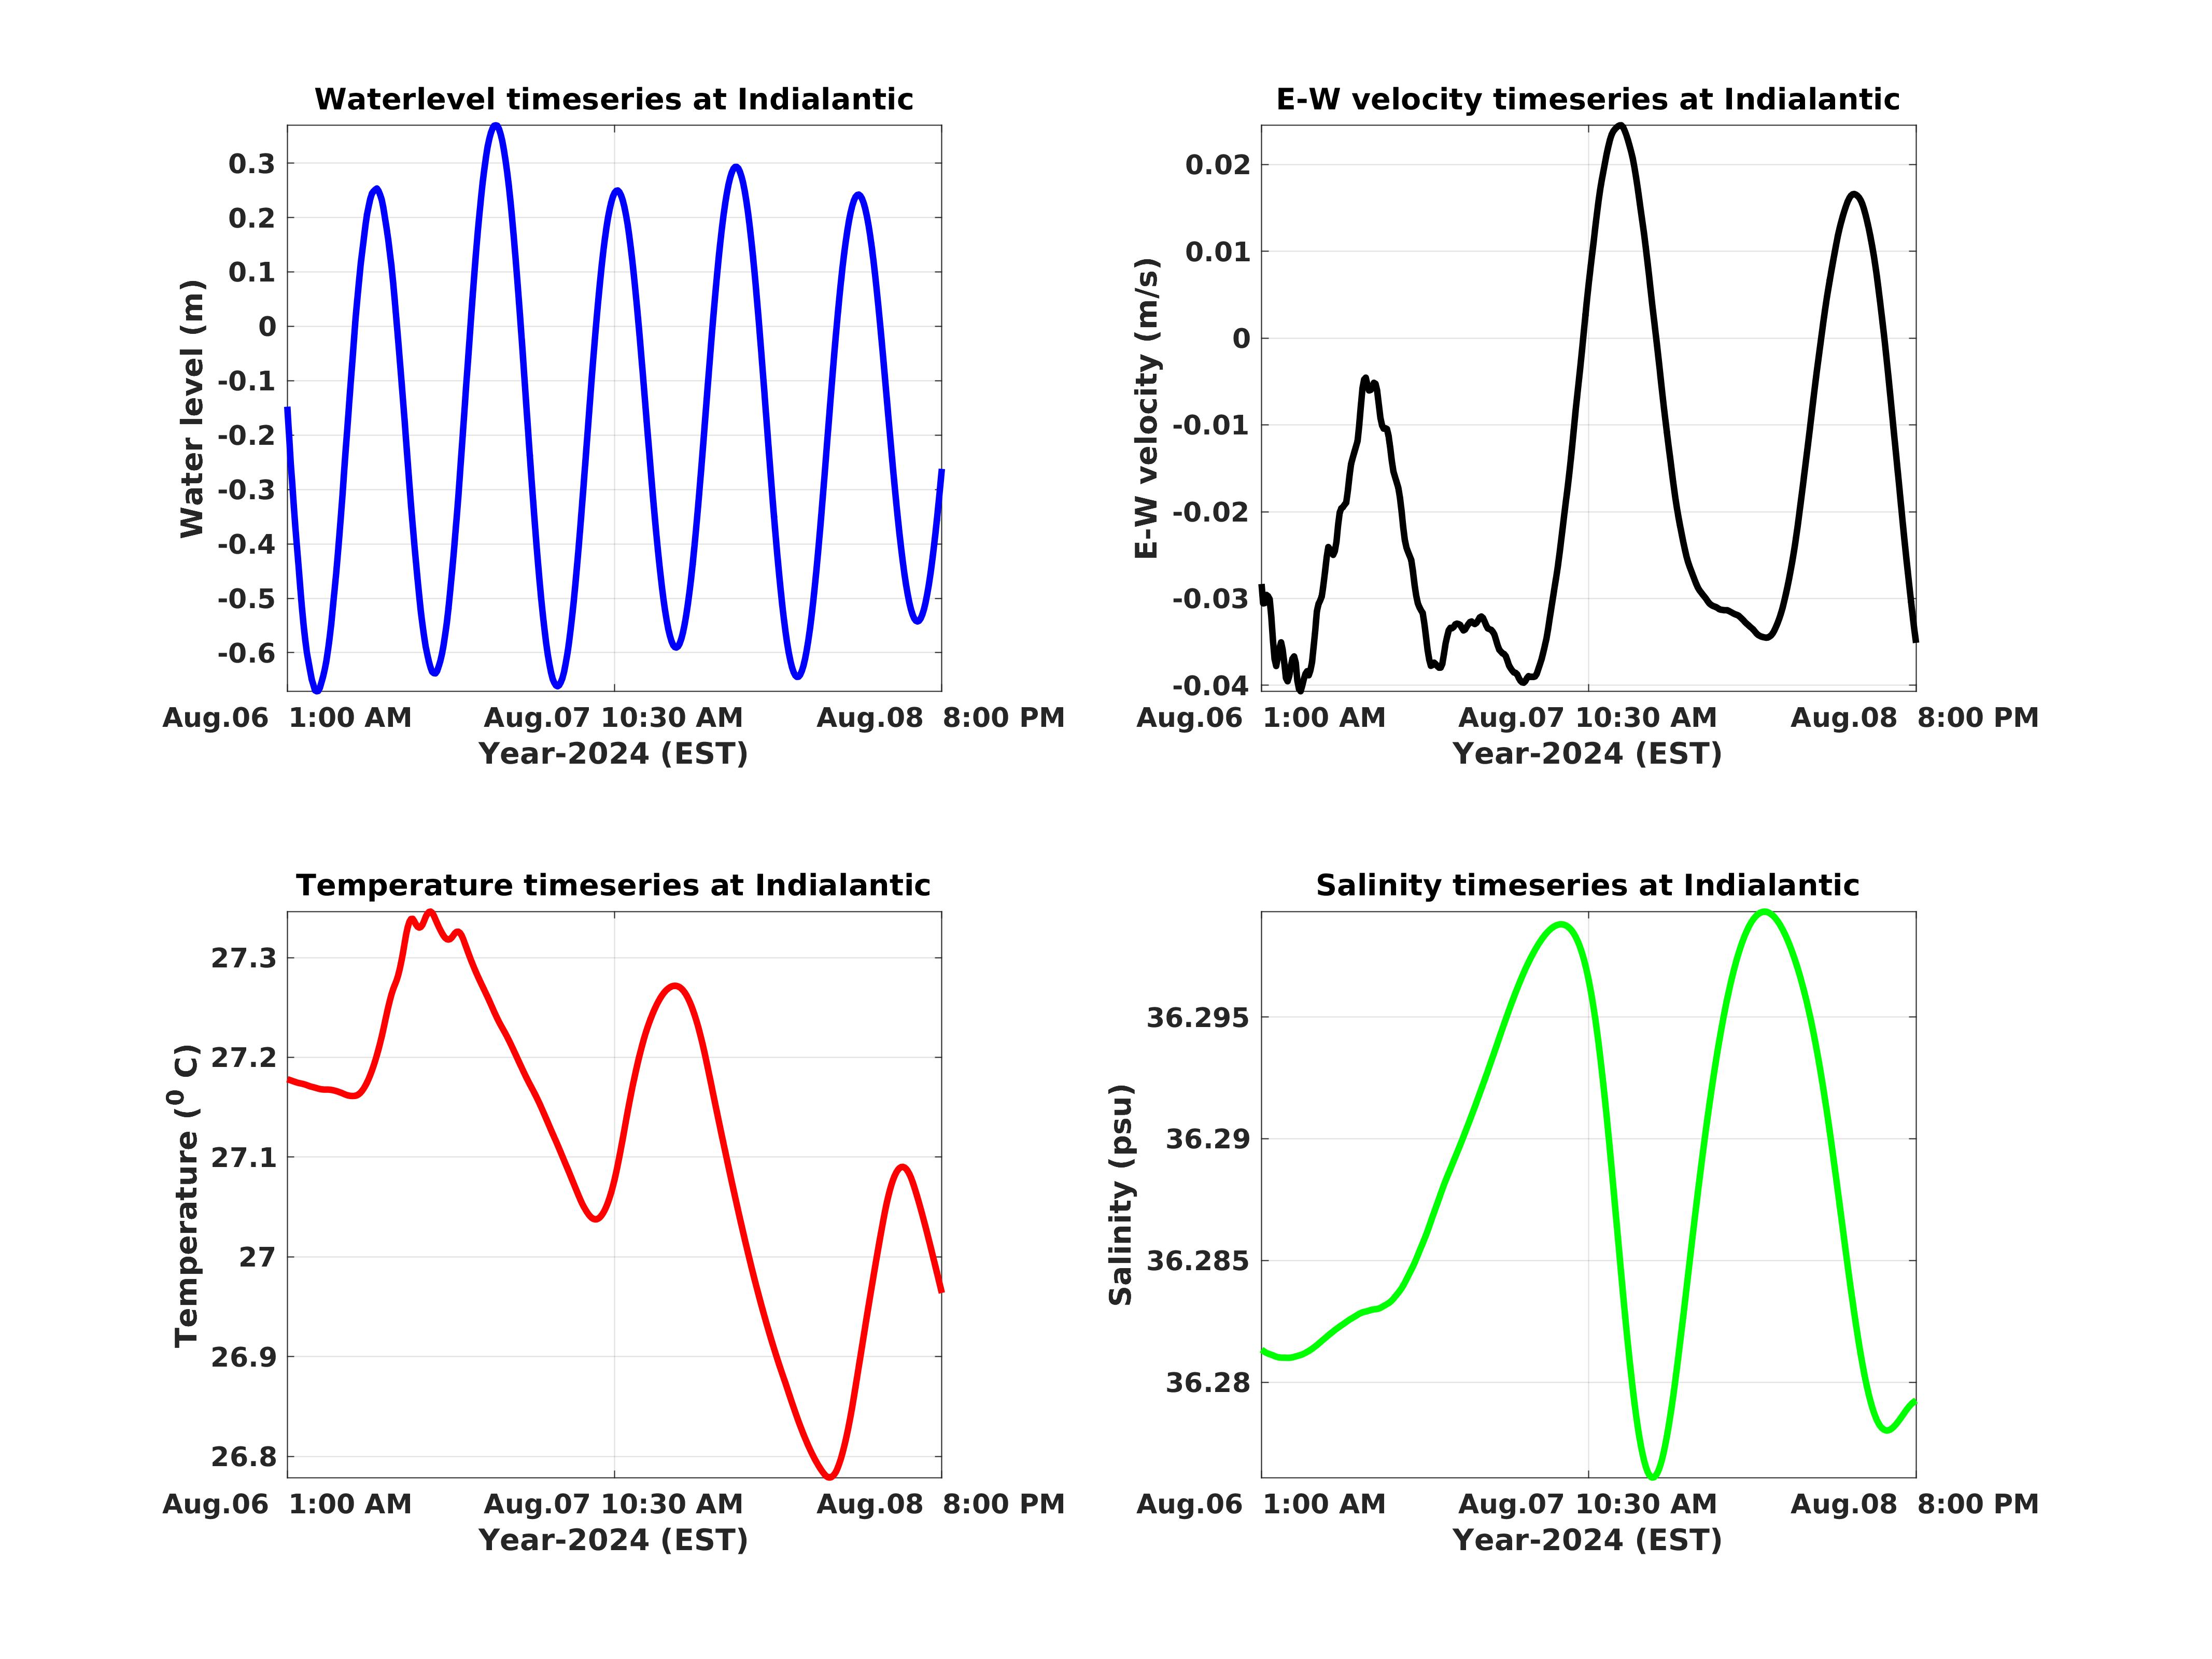 Waterlevel timeseries at Indialantic
0.3
0.2
0.1
0
-0.1
-0.2
-0.3
-0.4
-0.5
-0.6
Water level (m)
Aug.06 1:00 AM Aug.07 10:30 AM Aug.08 8:00 PM
Year-2024 (EST)
E-W velocity timeseries at Indialantic
0.02
0.01
0
-0.01
-0.02
-0.03
-0.04
E-W velocity (m/s)
Aug.06 1:00 AM Aug.07 10:30 AM Aug.08 8:00 PM
Year-2024 (EST)
Temperature timeseries at Indialantic
27.3
27.2
27.1
27
26.9
26.8
Temperature (⁰ C)
Aug.06 1:00 AM Aug.07 10:30 AM Aug.08 8:00 PM
Year-2024 (EST)
Salinity timeseries at Indialantic
36.295
36.29
36.285
36.28
Salinity (psu)
Aug.06 1:00 AM Aug.07 10:30 AM Aug.08 8:00 PM
Year-2024 (EST)